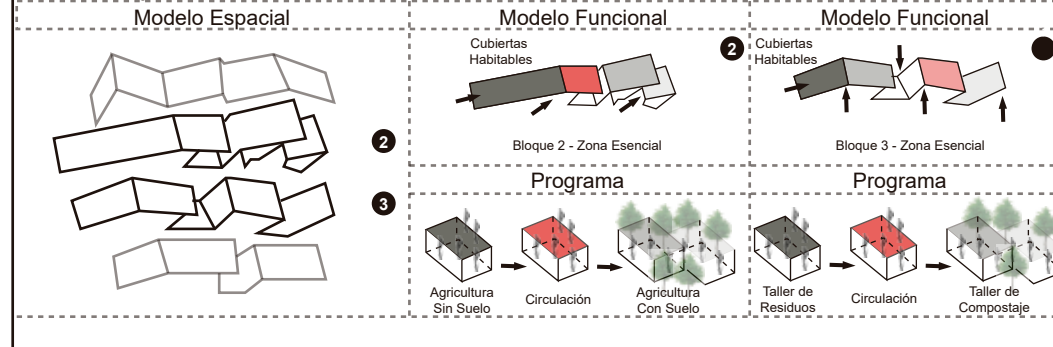 Modelo Espacial
2
3
Modelo Funcional
Cubiertas
Habitables
2
Bloque 2 - Zona Esencial
Programa
Agricultura
Sin Suelo
Circulación
Agricultura
Con Suelo
Modelo Funcional
Cubiertas
Habitables
Bloque 3 - Zona Esencial
Programa
Taller de
Residuos
Circulación
Taller de
Compostaje